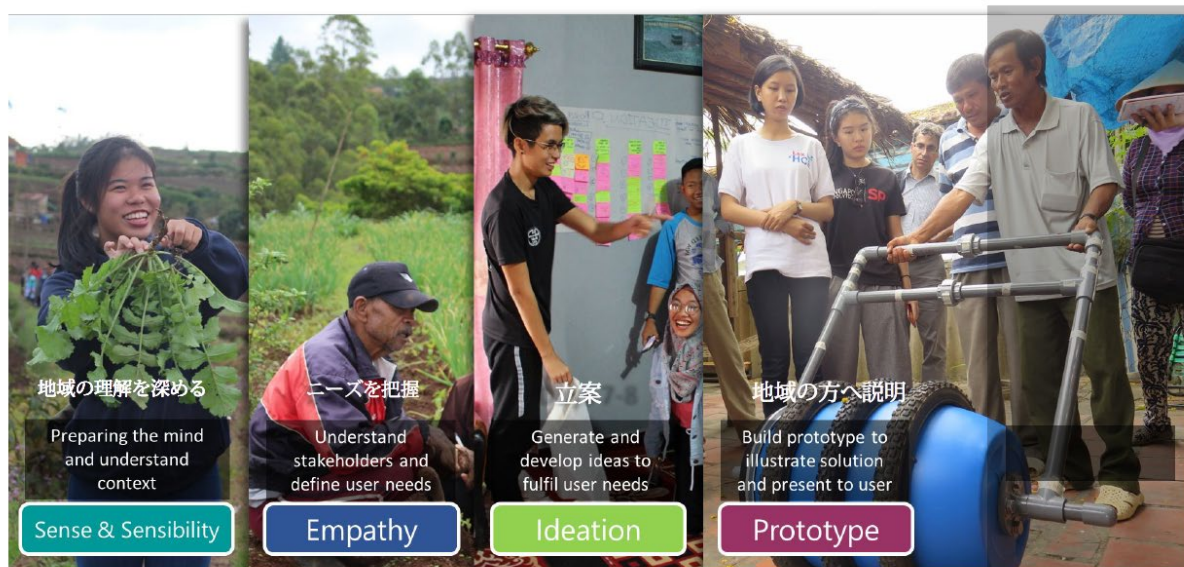 地域の理解を深める
Preparing the mind
and understand
context
Sense & Sensibility
ニーズを把握
Understand
stakeholders and
define user needs
Empathy
立案
Generate and
develop ideas to
fulfil user needs
Ideation
地域の方へ説明
Build prototype to
illustrate solution
and present to user
Prototype